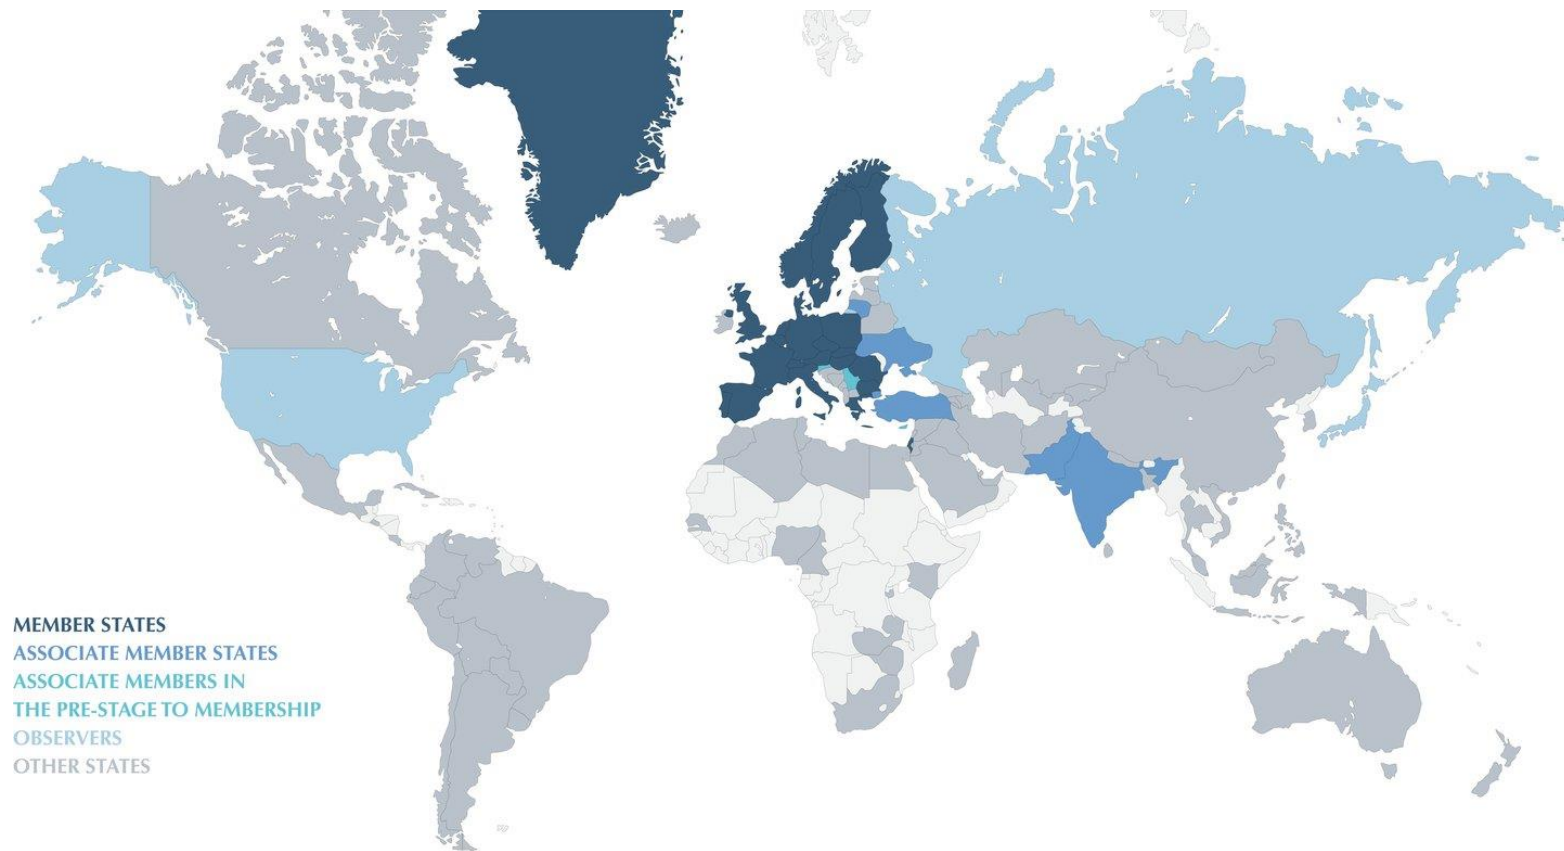 MEMBER STATES
ASSOCIATE MEMBER STATES
ASSOCIATE MEMBERS IN
THE PRE-STAGE TO MEMBERSHIP
OBSERVERS
OTHER STATES